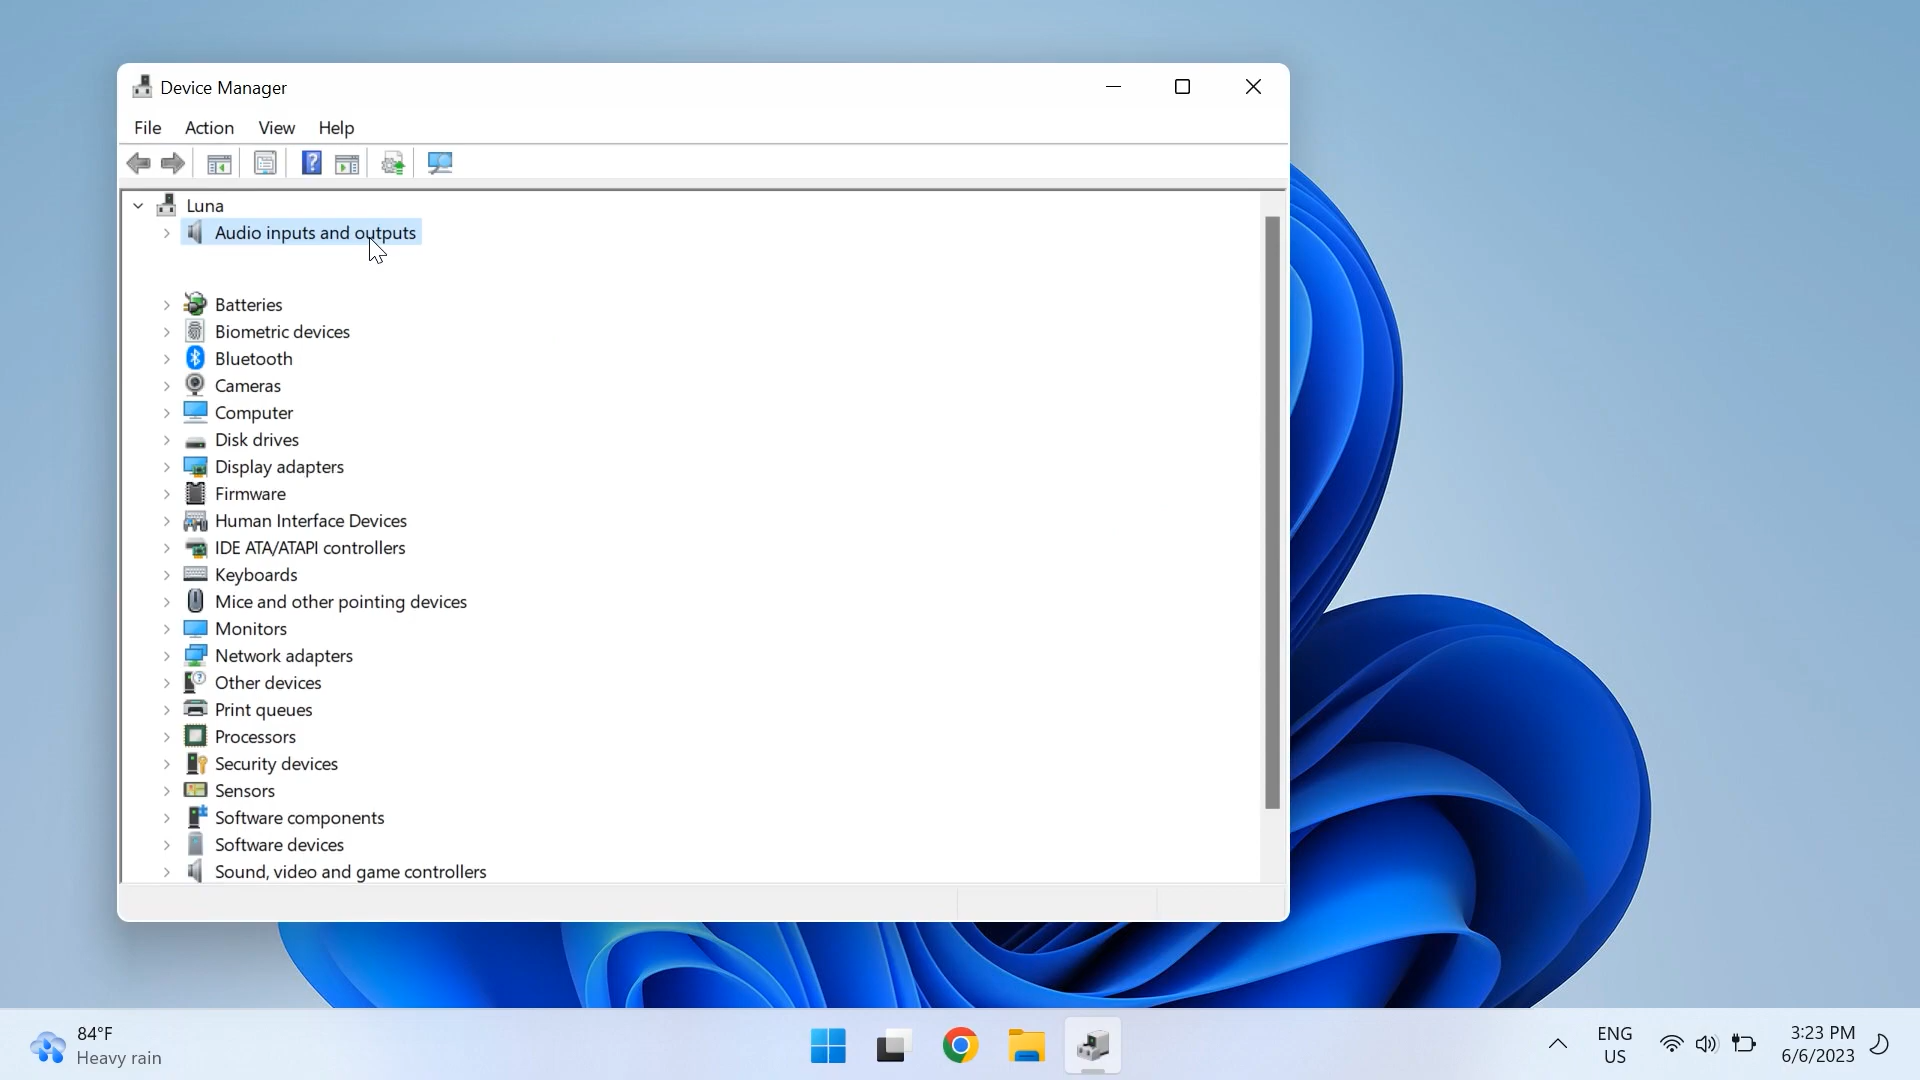 Device Manager
File Action View Help
Luna
Audio inputs and outputs
Batteries
Biometric devices
Bluetooth
Cameras
Computer
Disk drives
Display adapters
Firmware
Human Interface Devices
IDE ATA/ATAPI controllers
Keyboards
Mice and other pointing devices
Monitors
Network adapters
Other devices
Print queues
Processors
Security devices
Sensors
Software components
Software devices
Sound, video and game controllers
84°F
Heavy rain
ENG
US
3:23 PM
6/6/2023